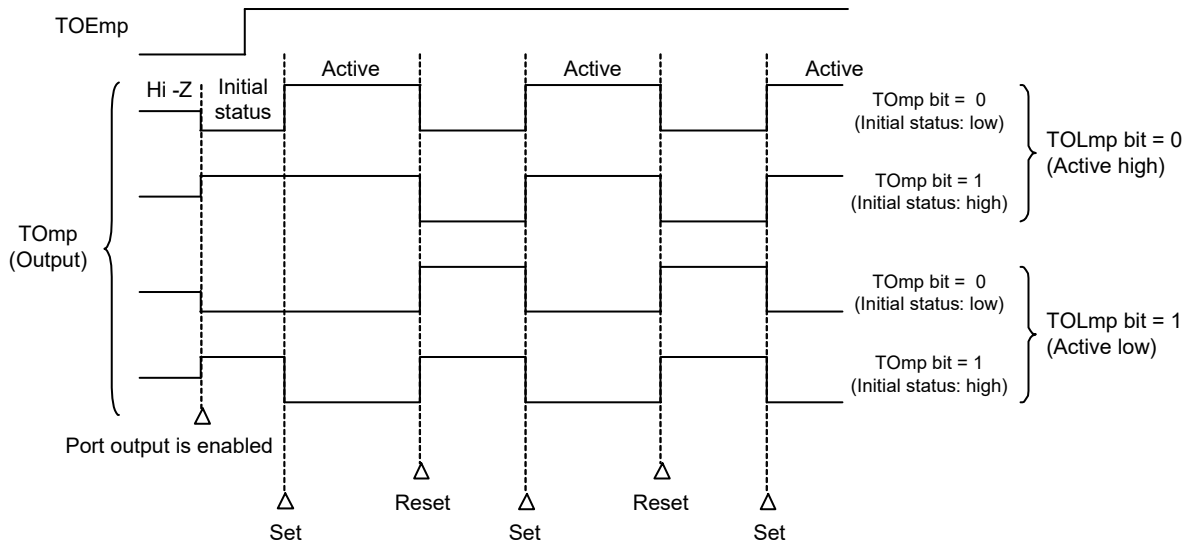 TOEmp
Active
Active
Active
Hi -Z
Initial
status
TOmp bit = 0
(Initial status: low)
TOLmp bit = 0
(Active high)
TOmp bit = 1
(Initial status: high)
TOmp
(Output)
TOmp bit = 0
(Initial status: low)
TOLmp bit = 1
(Active low)
TOmp bit = 1
(Initial status: high)
Port output is enabled
Reset
Reset
Set
Set
Set